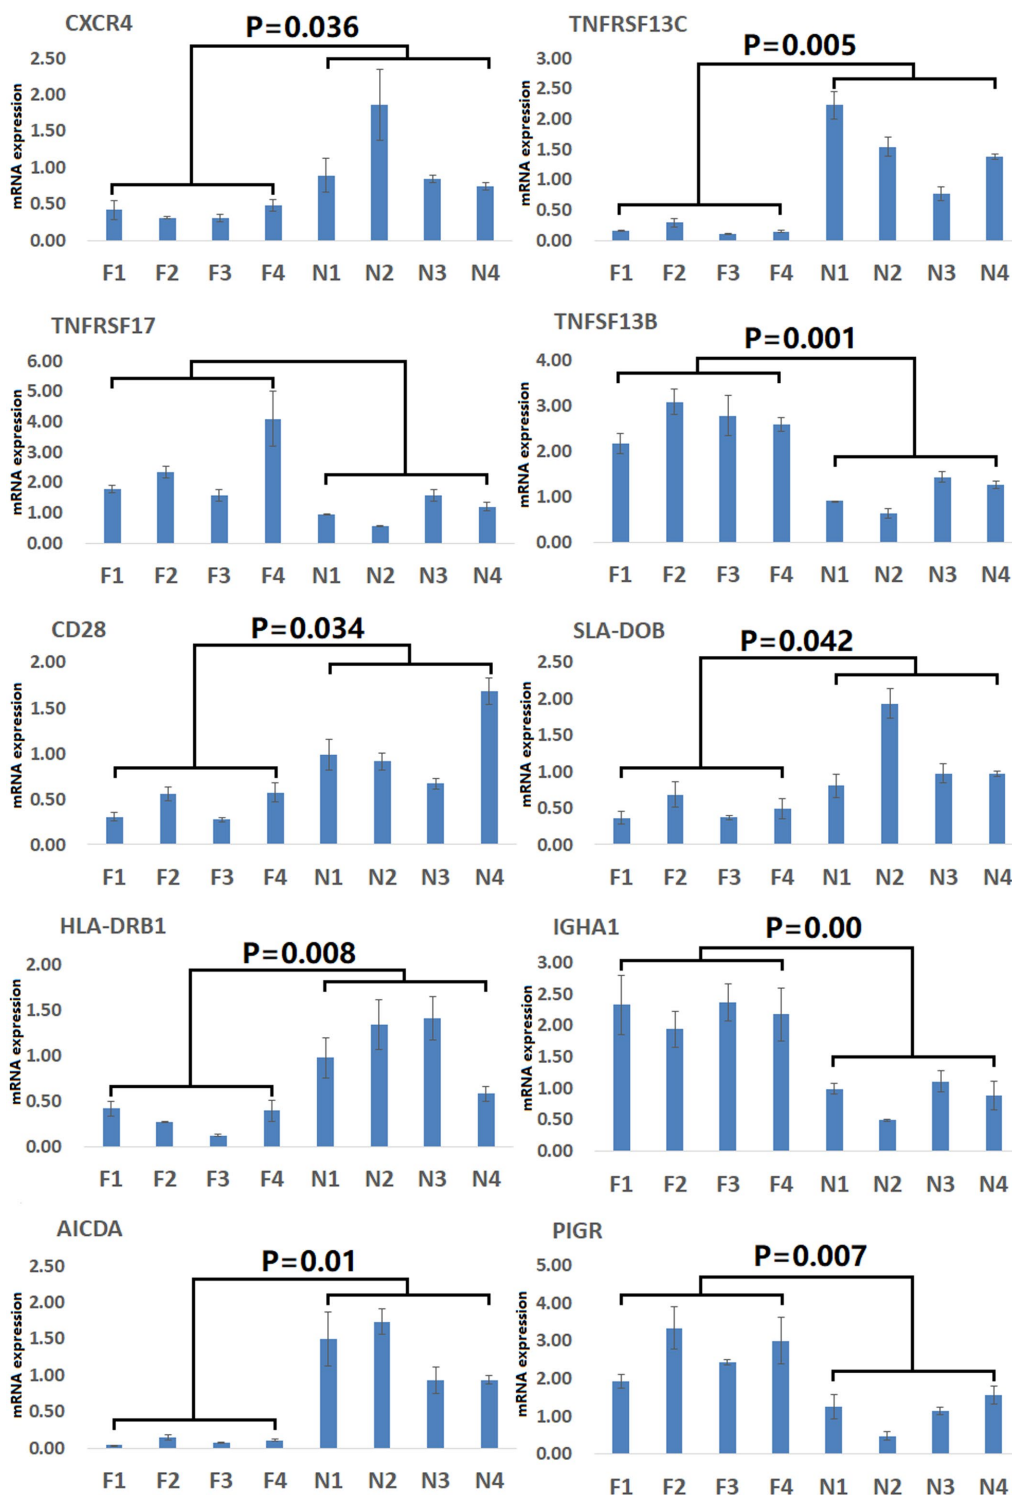 CXCR4
P=0.036
mRNA expression
2.50
2.00
1.50
1.00
0.50
0.00
F1 F2 F3 F4 N1 N2 N3 N4
TNFRSF13C
P=0.005
mRNA expression
3.00
2.50
2.00
1.50
1.00
0.50
0.00
F1 F2 F3 F4 N1 N2 N3 N4
TNFRSF17
mRNA expression
6.00
5.00
4.00
3.00
2.00
1.00
0.00
F1 F2 F3 F4 N1 N2 N3 N4
TNFSF13B
P=0.001
mRNA expression
4.00
3.00
2.00
1.00
0.00
F1 F2 F3 F4 N1 N2 N3 N4
CD28
P=0.034
mRNA expression
2.00
1.50
1.00
0.50
0.00
F1 F2 F3 F4 N1 N2 N3 N4
SLA-DOB
P=0.042
mRNA expression
2.50
2.00
1.50
1.00
0.50
0.00
F1 F2 F3 F4 N1 N2 N3 N4
HLA-DRB1
P=0.008
mRNA expression
2.00
1.50
1.00
0.50
0.00
F1 F2 F3 F4 N1 N2 N3 N4
IGHA1
P=0.00
mRNA expression
3.00
2.50
2.00
1.50
1.00
0.50
0.00
F1 F2 F3 F4 N1 N2 N3 N4
AICDA
P=0.01
mRNA expression
2.50
2.00
1.50
1.00
0.50
0.00
F1 F2 F3 F4 N1 N2 N3 N4
PIGR
P=0.007
mRNA expression
5.00
4.00
3.00
2.00
1.00
0.00
F1 F2 F3 F4 N1 N2 N3 N4